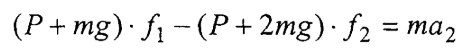 (P + mg) · f₁ − (P + 2mg) · f₂ = ma₂